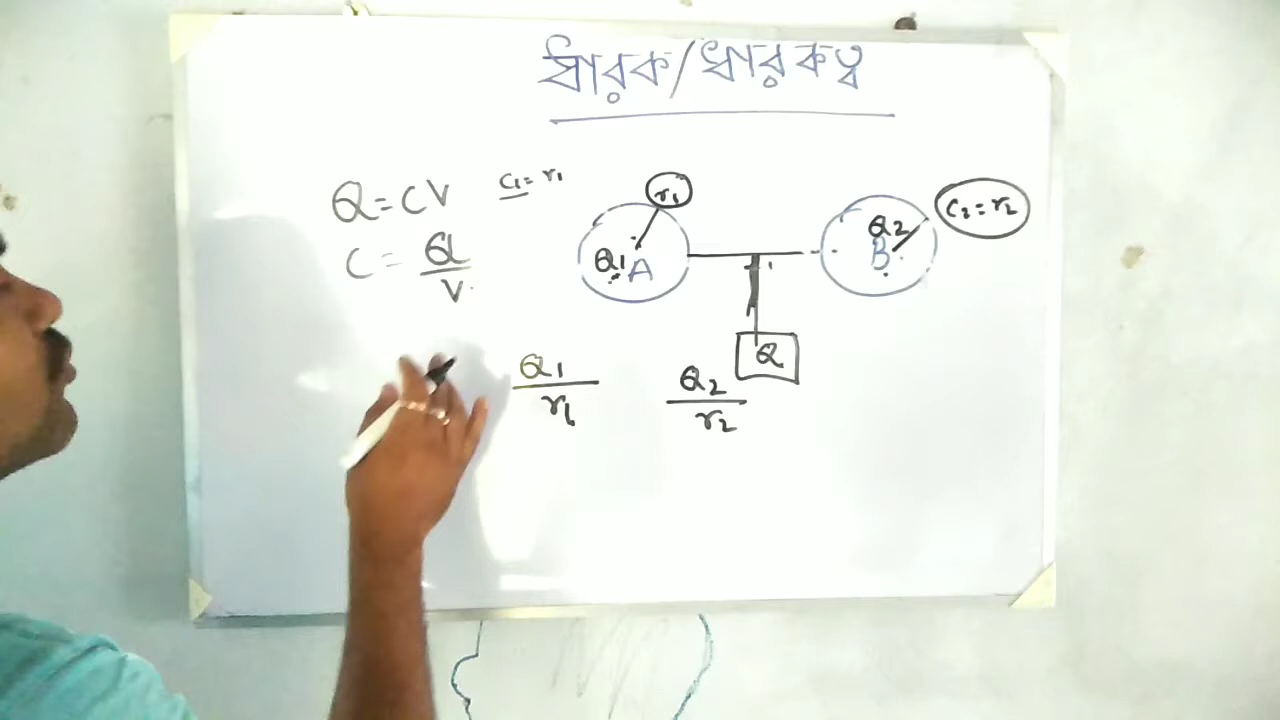 ধারক/ধারকত্ব
Q = CV
C₁ = r₁
r₁
C₂ = r₂
C = Q/V
Q₁ A
Q₂ B
Q
Q₁/r₁
Q₂/r₂